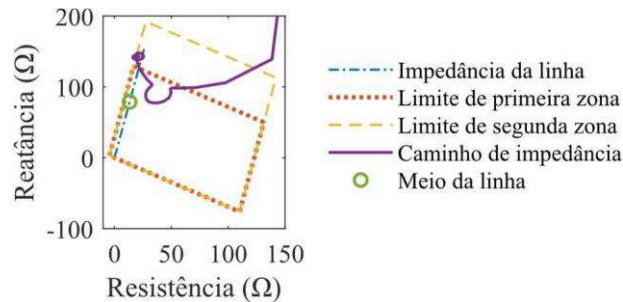 200
100
0
-100
0 50 100 150
Reatância (Ω)
Resistência (Ω)
Impedância da linha
Limite de primeira zona
Limite de segunda zona
Caminho de impedância
Meio da linha